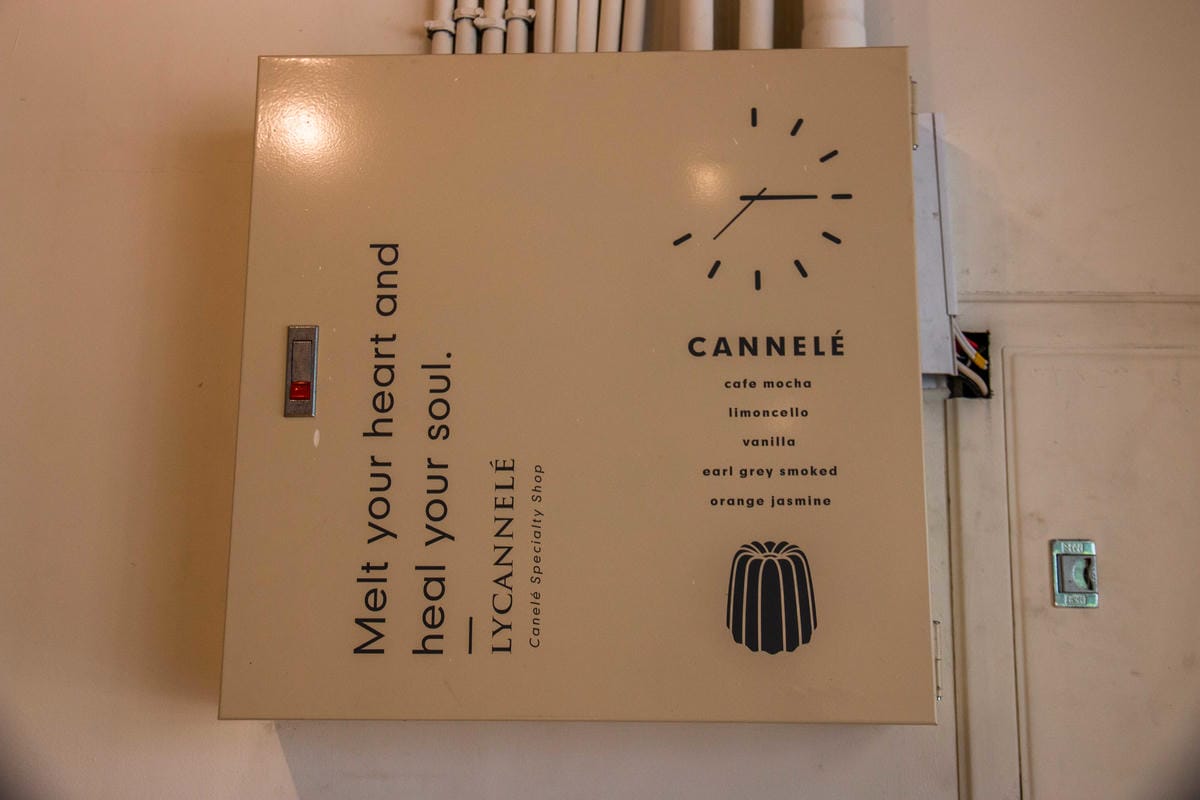 Melt your heart and
heal your soul.
LYCANNELÉ
Canelé Specialty Shop
CANNELÉ
cafe mocha
limoncello
vanilla
earl grey smoked
orange jasmine